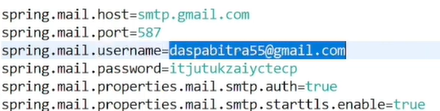 spring.mail.host=smtp.gmail.com
spring.mail.port=587
spring.mail.username=daspabitra55@gmail.com
spring.mail.password=itjutukzaiyctecp
spring.mail.properties.mail.smtp.auth=true
spring.mail.properties.mail.smtp.starttls.enable=true